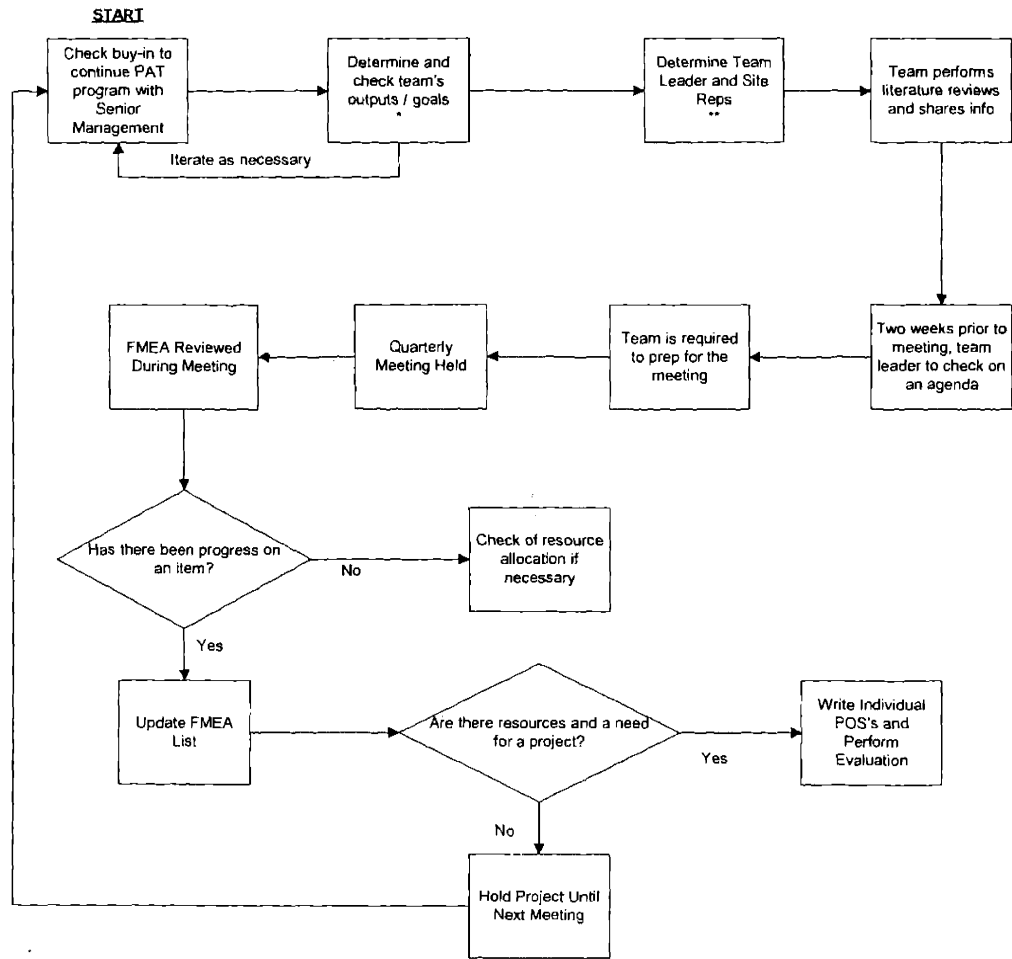 START
Check buy-in to
continue PAT
program with
Senior
Management
Determine and
check team's
outputs / goals
*
Determine Team
Leader and Site
Reps
**
Team performs
literature reviews
and shares info
Iterate as necessary
FMEA Reviewed
During Meeting
Quarterly
Meeting Held
Team is required
to prep for the
meeting
Two weeks prior to
meeting, team
leader to check on
an agenda
Has there been progress on
an item?
No
Check of resource
allocation if
necessary
Yes
Update FMEA
List
Are there resources and a need
for a project?
Yes
Write Individual
POS's and
Perform
Evaluation
No
Hold Project Until
Next Meeting